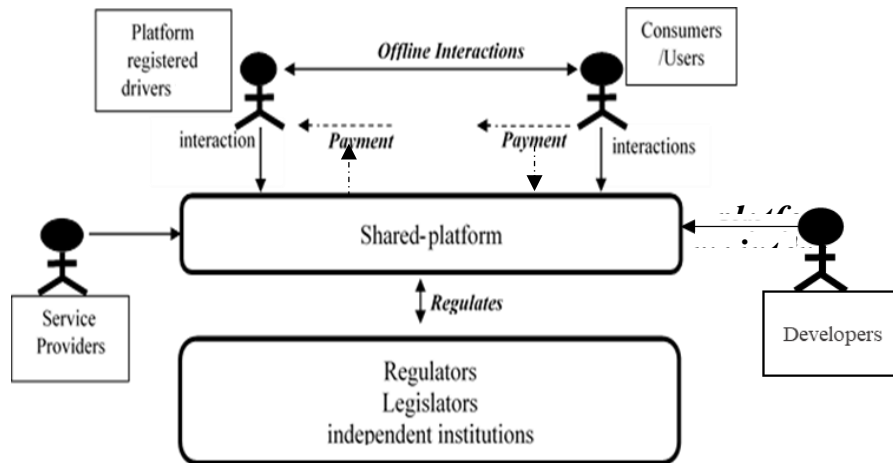 Platform
registered
drivers
Offline Interactions
Consumers
/Users
Payment
Payment
interaction
interactions
Shared-platform
Service
Providers
Regulates
Developers
Regulators
Legislators
independent institutions